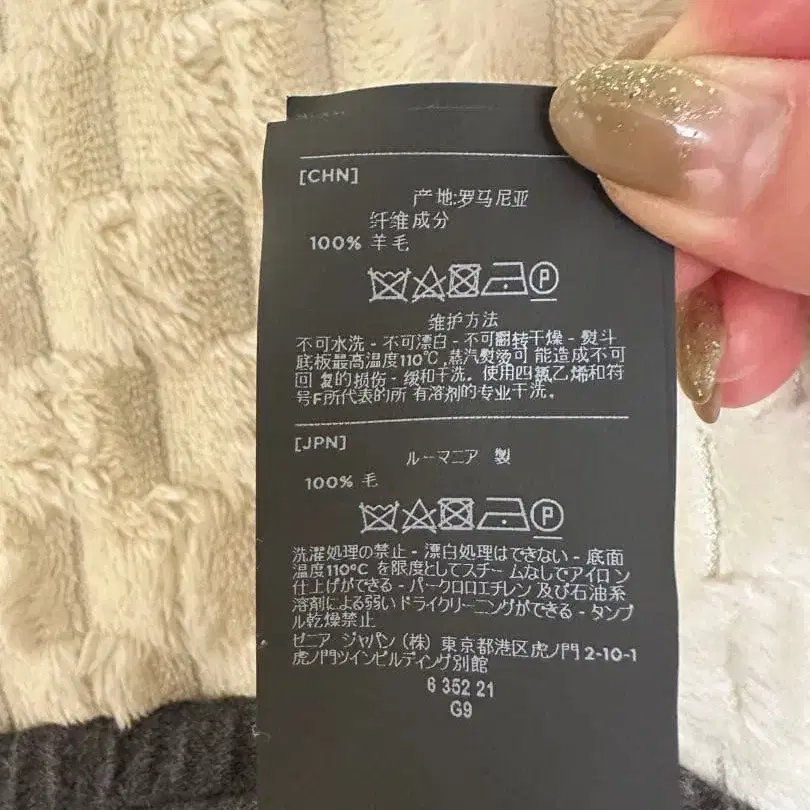 [CHN]
产地:罗马尼亚
纤维成分
100% 羊毛
P
维护方法
不可水洗 - 不可漂白 - 不可翻转干燥 - 熨斗
底板最高温度110℃,蒸汽熨烫可能造成不可
回复的损伤 - 缓和干洗。使用四氯乙烯和符
号F所代表的所有溶剂的专业干洗。
[JPN]
ルーマニア 製
100% 毛
P
洗濯処理の禁止 - 漂白処理はできない - 底面
温度110℃ を限度としてスチームなしでアイロン
仕上げができる - パークロロエチレン 及び石油系
溶剤による弱いドライクリーニングができる - タンブ
ル乾燥禁止
ゼニア ジャパン (株) 東京都港区虎ノ門 2-10-1
虎ノ門ツインビルディング別館
6 352 21
G9